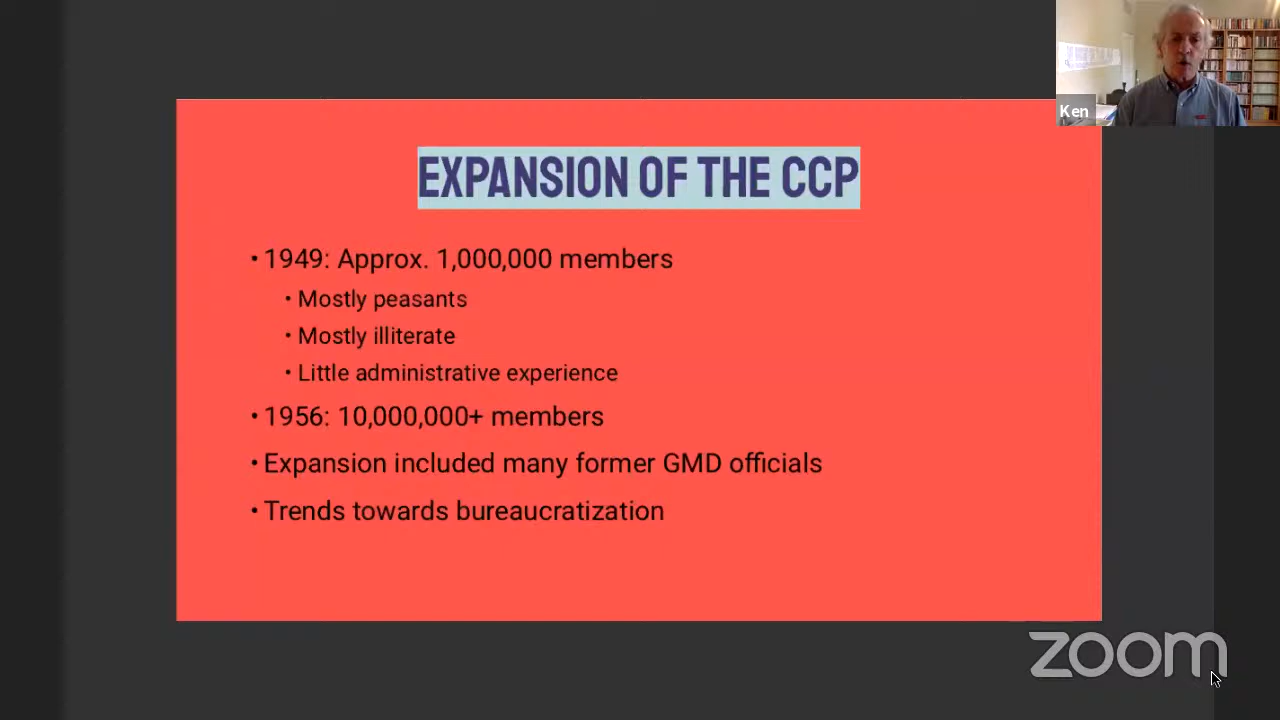 Ken
EXPANSION OF THE CCP
• 1949: Approx. 1,000,000 members
• Mostly peasants
• Mostly illiterate
• Little administrative experience
• 1956: 10,000,000+ members
• Expansion included many former GMD officials
• Trends towards bureaucratization
zoom